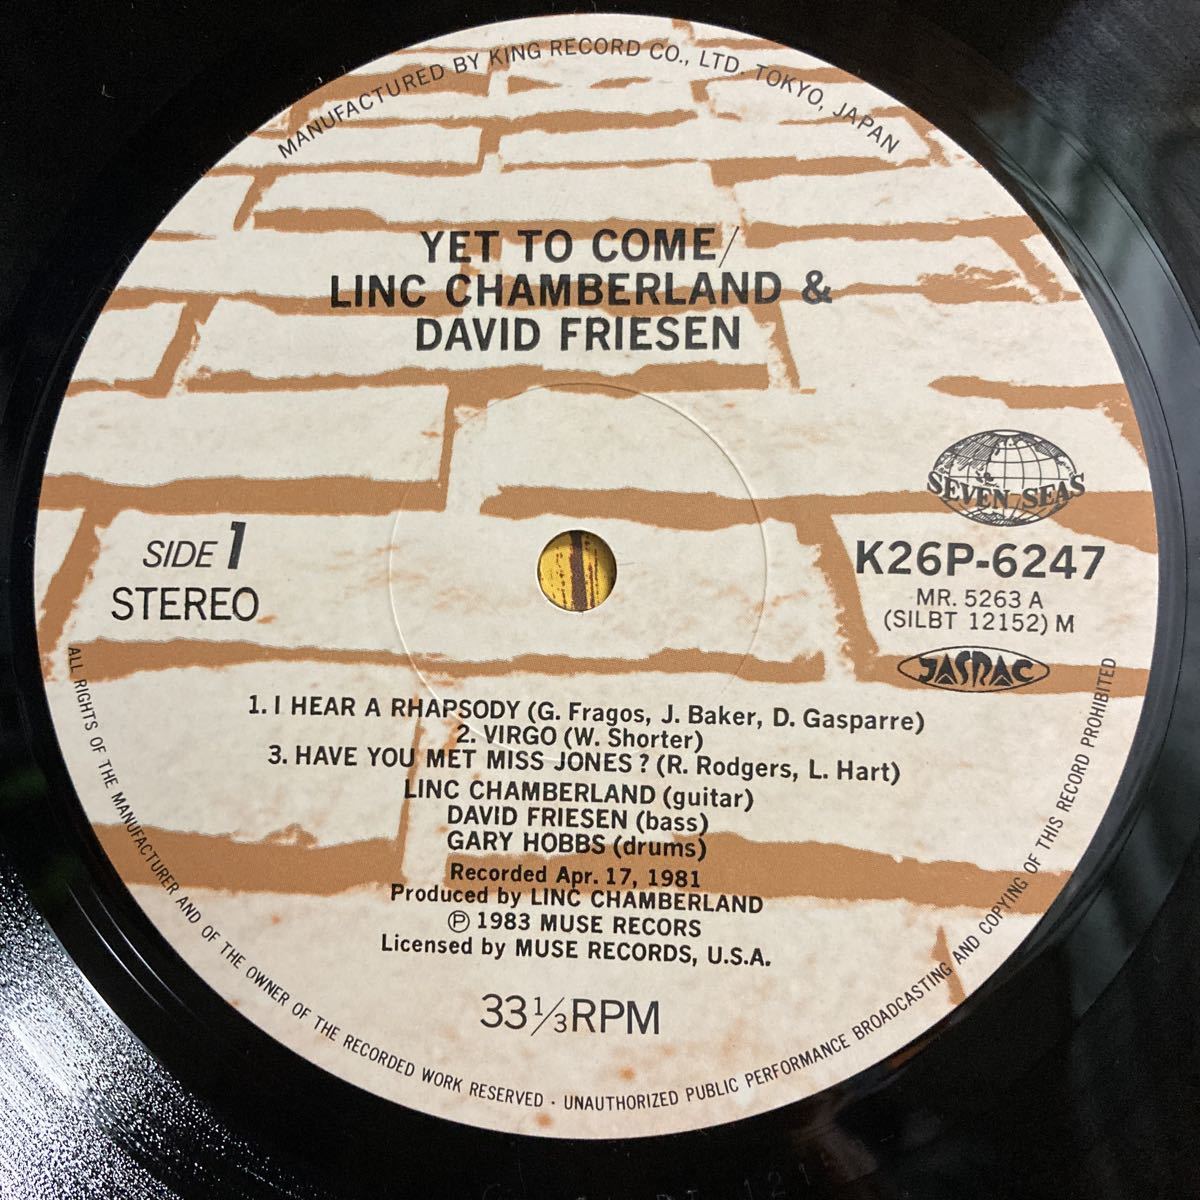 MANUFACTURED BY KING RECORD CO., LTD. TOKYO, JAPAN
YET TO COME/
LINC CHAMBERLAND &
DAVID FRIESEN
SEVEN SEAS
SIDE 1
STEREO
K26P-6247
MR. 5263 A
(SILBT 12152) M
JASRAC
1. I HEAR A RHAPSODY (G. Fragos, J. Baker, D. Gasparre)
2. VIRGO (W. Shorter)
3. HAVE YOU MET MISS JONES? (R. Rodgers, L. Hart)
LINC CHAMBERLAND (guitar)
DAVID FRIESEN (bass)
GARY HOBBS (drums)
Recorded Apr. 17, 1981
Produced by LINC CHAMBERLAND
℗ 1983 MUSE RECORS
Licensed by MUSE RECORDS, U.S.A.
33 1/3 RPM
ALL RIGHTS OF THE MANUFACTURER AND OF THE OWNER OF THE RECORDED WORK RESERVED · UNAUTHORIZED PUBLIC PERFORMANCE BROADCASTING AND COPYING OF THIS RECORD PROHIBITED